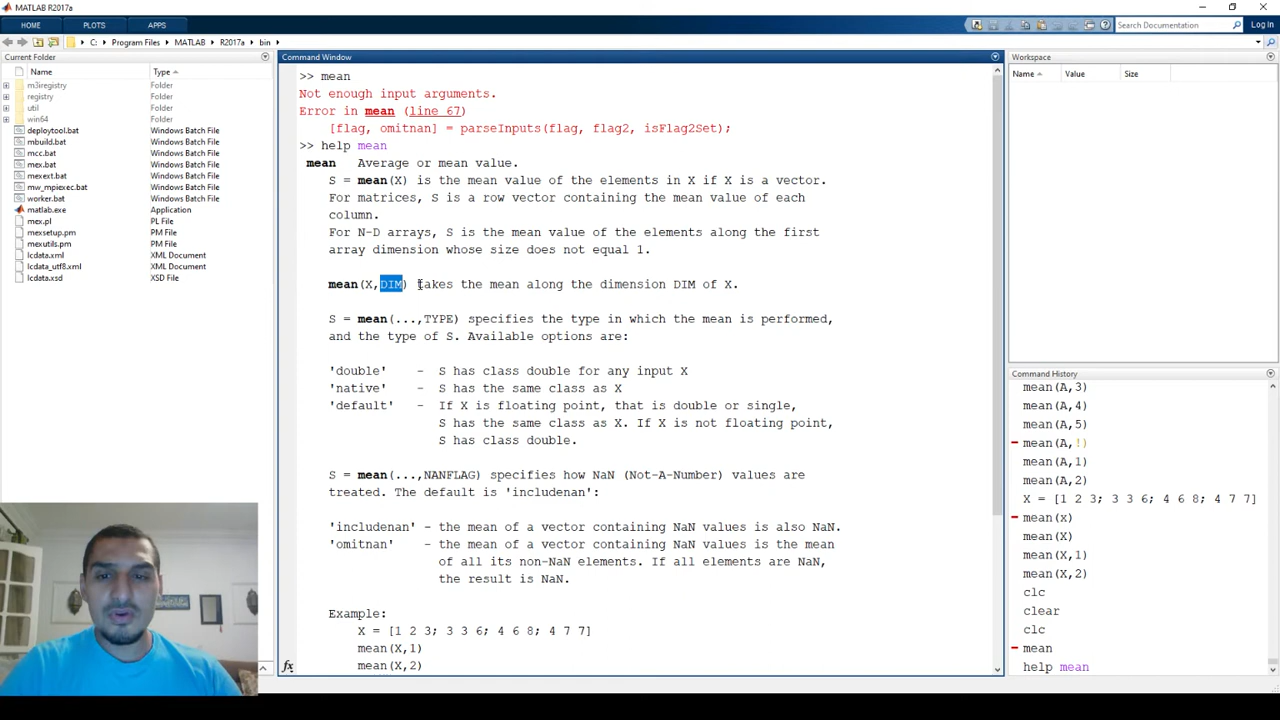 MATLAB R2017a
HOME PLOTS APPS Search Documentation Log In
C: Program Files MATLAB R2017a bin
Current Folder
Name Type
m3iregistry Folder
registry Folder
util Folder
win64 Folder
deploytool.bat Windows Batch File
mbuild.bat Windows Batch File
mcc.bat Windows Batch File
mex.bat Windows Batch File
mexext.bat Windows Batch File
mw_mpiexec.bat Windows Batch File
worker.bat Windows Batch File
matlab.exe Application
mex.pl PL File
mexsetup.pm PM File
mexutils.pm PM File
lcdata.xml XML Document
lcdata_utf8.xml XML Document
lcdata.xsd XSD File
Command Window
>> mean
Not enough input arguments.
Error in mean (line 67)
[flag, omitnan] = parseInputs(flag, flag2, isFlag2Set);
>> help mean
mean Average or mean value.
S = mean(X) is the mean value of the elements in X if X is a vector.
For matrices, S is a row vector containing the mean value of each
column.
For N-D arrays, S is the mean value of the elements along the first
array dimension whose size does not equal 1.
mean(X,DIM) takes the mean along the dimension DIM of X.
S = mean(...,TYPE) specifies the type in which the mean is performed,
and the type of S. Available options are:
'double' - S has class double for any input X
'native' - S has the same class as X
'default' - If X is floating point, that is double or single,
S has the same class as X. If X is not floating point,
S has class double.
S = mean(...,NANFLAG) specifies how NaN (Not-A-Number) values are
treated. The default is 'includenan':
'includenan' - the mean of a vector containing NaN values is also NaN.
'omitnan' - the mean of a vector containing NaN values is the mean
of all its non-NaN elements. If all elements are NaN,
the result is NaN.
Example:
X = [1 2 3; 3 3 6; 4 6 8; 4 7 7]
mean(X,1)
mean(X,2)
fx
Workspace
Name Value Size
Command History
mean(A,3)
mean(A,4)
mean(A,5)
mean(A,!)
mean(A,1)
mean(A,2)
X = [1 2 3; 3 3 6; 4 6 8; 4 7 7]
mean(x)
mean(X)
mean(X,1)
mean(X,2)
clc
clear
clc
mean
help mean